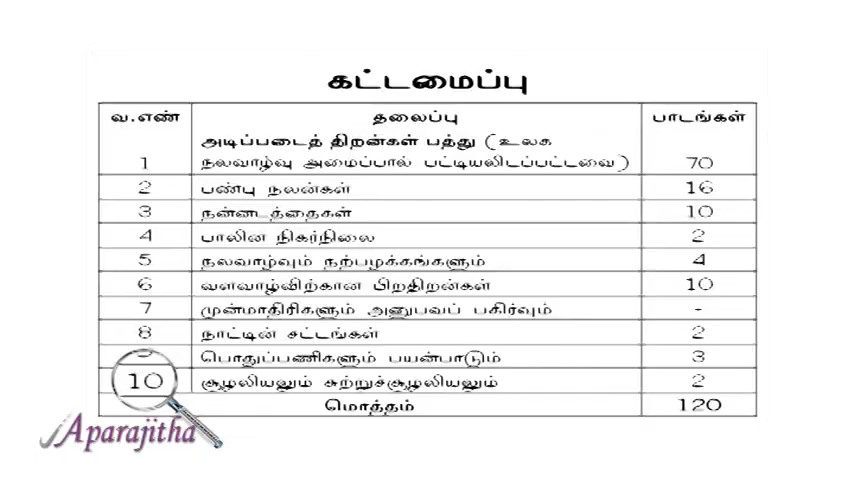 கட்டமைப்பு
வ.எண் தலைப்பு பாடங்கள்
அடிப்படைத் திறன்கள் பத்து (உலக
1 நலவாழ்வு அமைப்பால் பட்டியலிடப்பட்டவை) 70
2 பண்பு நலன்கள் 16
3 நன்னடத்தைகள் 10
4 பாலின நிகர்நிலை 2
5 நலவாழ்வும் நற்பழக்கங்களும் 4
6 வளவாழ்விற்கான பிறதிறன்கள் 10
7 முன்மாதிரிகளும் அனுபவப் பகிர்வும் -
8 நாட்டின் சட்டங்கள் 2
பொதுப்பணிகளும் பயன்பாடும் 3
10 சூழலியலும் சுற்றுச்சூழலியலும் 2
மொத்தம் 120
Aparajitha